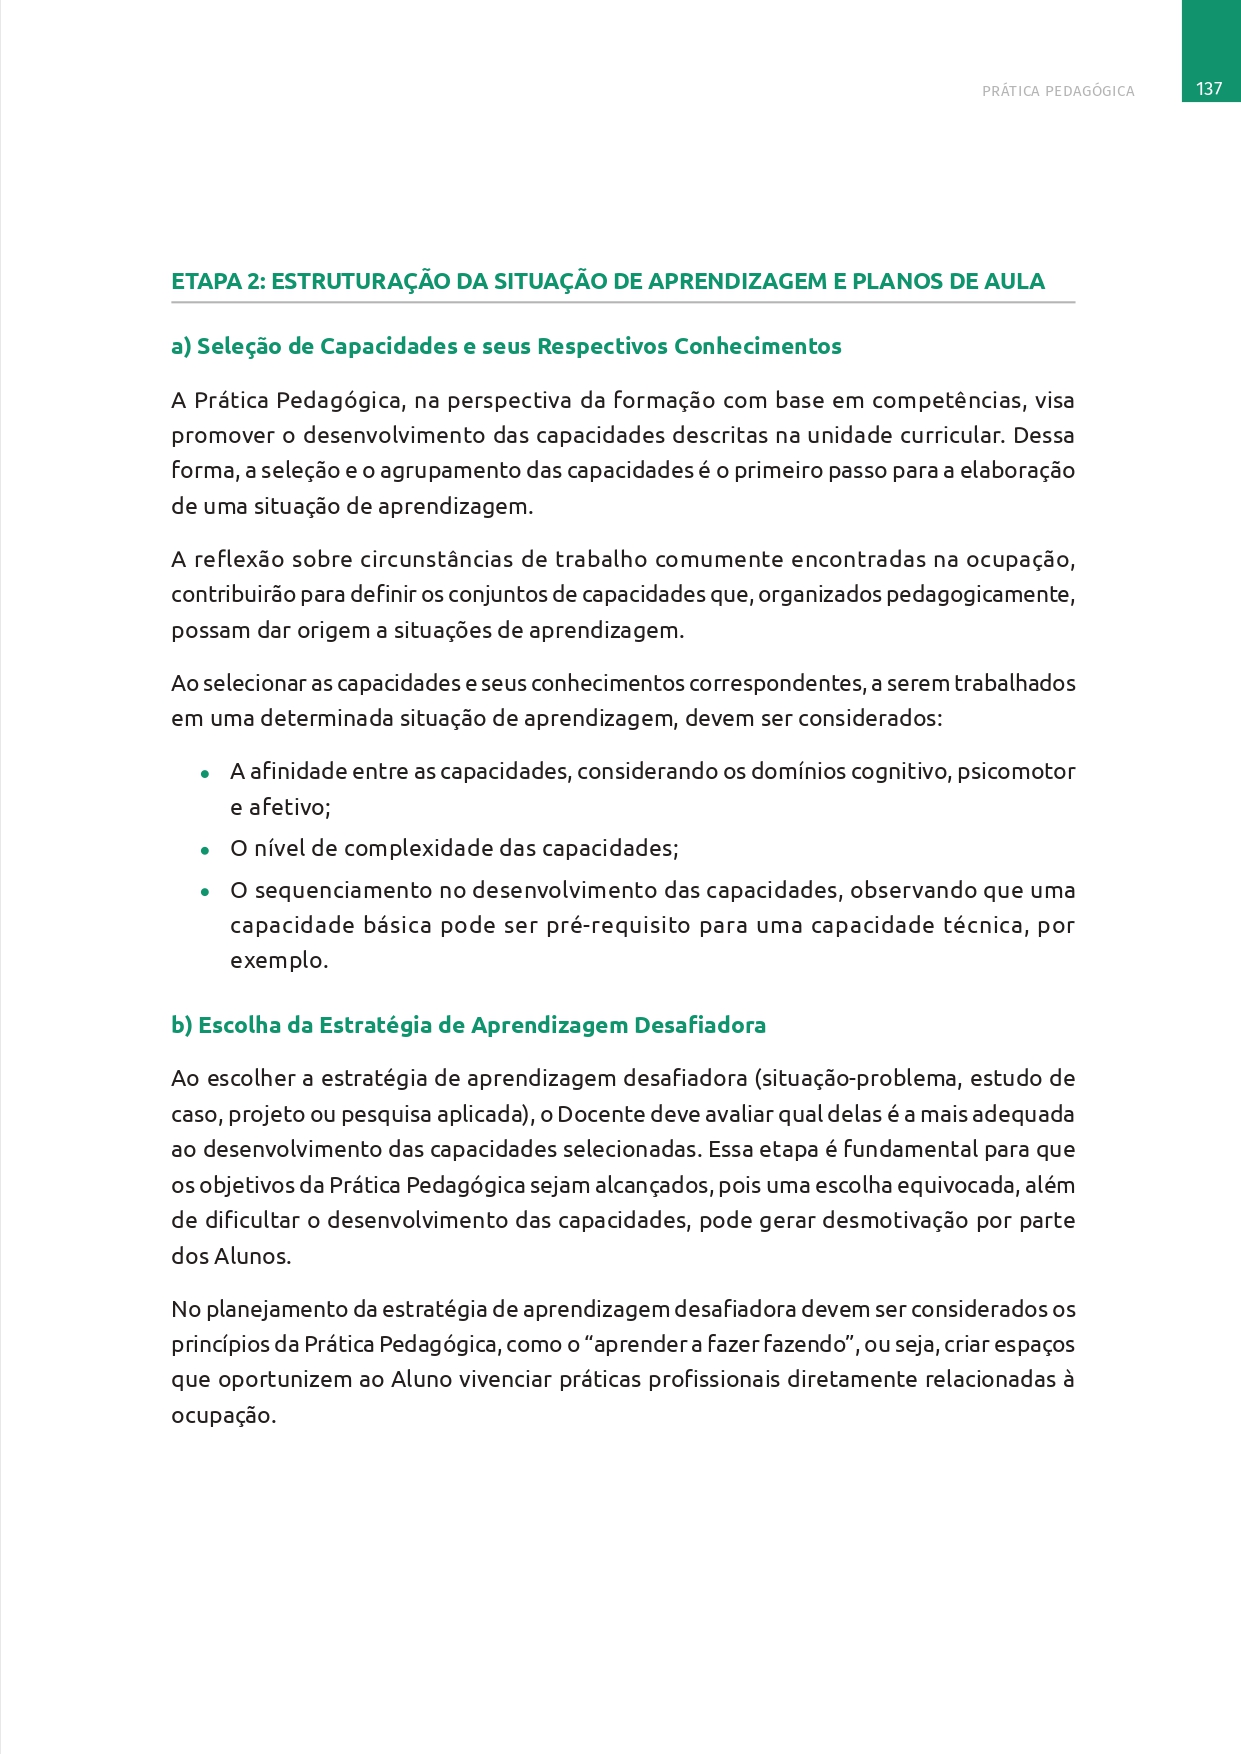 PRÁTICA PEDAGÓGICA
137
ETAPA 2: ESTRUTURAÇÃO DA SITUAÇÃO DE APRENDIZAGEM E PLANOS DE AULA
a) Seleção de Capacidades e seus Respectivos Conhecimentos
A Prática Pedagógica, na perspectiva da formação com base em competências, visa
promover o desenvolvimento das capacidades descritas na unidade curricular. Dessa
forma, a seleção e o agrupamento das capacidades é o primeiro passo para a elaboração
de uma situação de aprendizagem.
A reflexão sobre circunstâncias de trabalho comumente encontradas na ocupação,
contribuirão para definir os conjuntos de capacidades que, organizados pedagogicamente,
possam dar origem a situações de aprendizagem.
Ao selecionar as capacidades e seus conhecimentos correspondentes, a serem trabalhados
em uma determinada situação de aprendizagem, devem ser considerados:
• A afinidade entre as capacidades, considerando os domínios cognitivo, psicomotor
e afetivo;
• O nível de complexidade das capacidades;
• O sequenciamento no desenvolvimento das capacidades, observando que uma
capacidade básica pode ser pré-requisito para uma capacidade técnica, por
exemplo.
b) Escolha da Estratégia de Aprendizagem Desafiadora
Ao escolher a estratégia de aprendizagem desafiadora (situação-problema, estudo de
caso, projeto ou pesquisa aplicada), o Docente deve avaliar qual delas é a mais adequada
ao desenvolvimento das capacidades selecionadas. Essa etapa é fundamental para que
os objetivos da Prática Pedagógica sejam alcançados, pois uma escolha equivocada, além
de dificultar o desenvolvimento das capacidades, pode gerar desmotivação por parte
dos Alunos.
No planejamento da estratégia de aprendizagem desafiadora devem ser considerados os
princípios da Prática Pedagógica, como o “aprender a fazer fazendo”, ou seja, criar espaços
que oportunizem ao Aluno vivenciar práticas profissionais diretamente relacionadas à
ocupação.